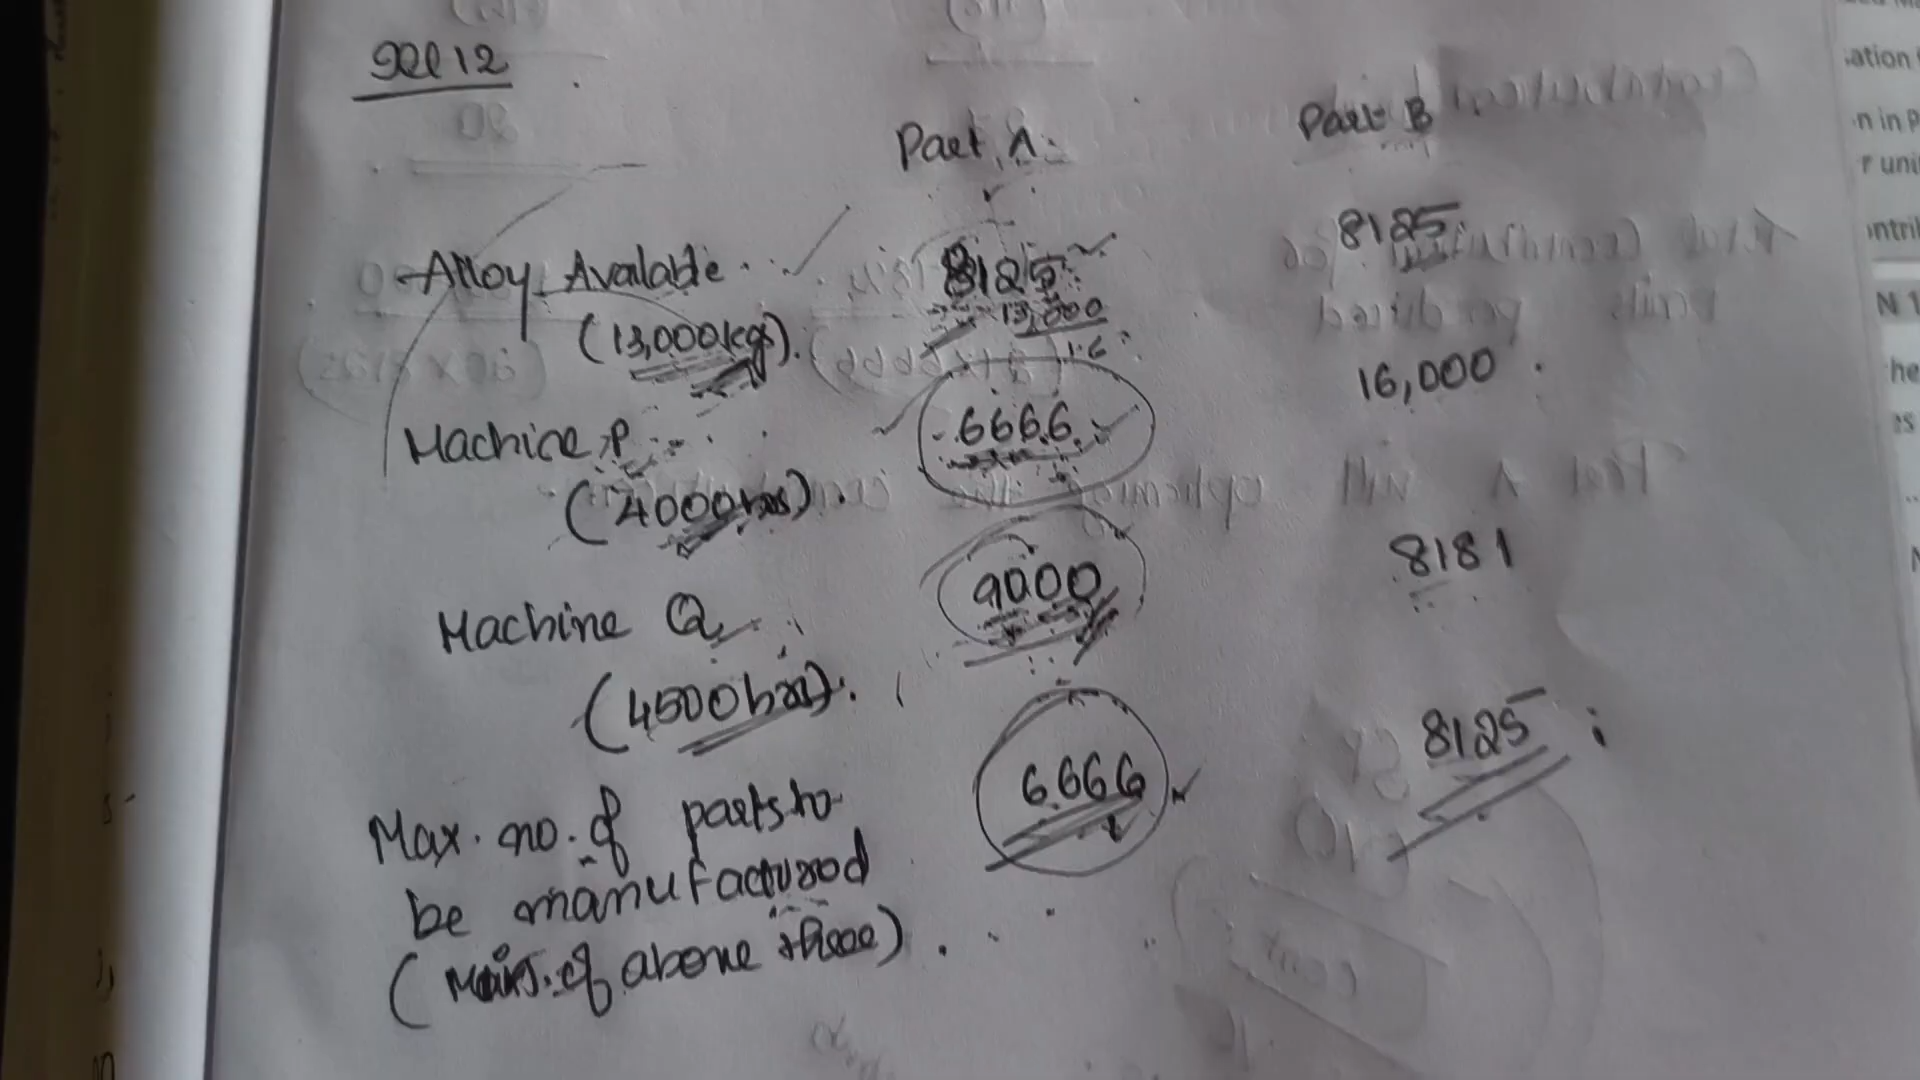 Part A. Part B
Alloy Available 8125 8125
(13,000kgs). 13,000
1.6
Machine P 6666 16,000
(4000hrs).
Machine Q 9000 8181
(4500hrs).
Max. no. of parts to 6666 8125
be manufactured
(Min. of above three).